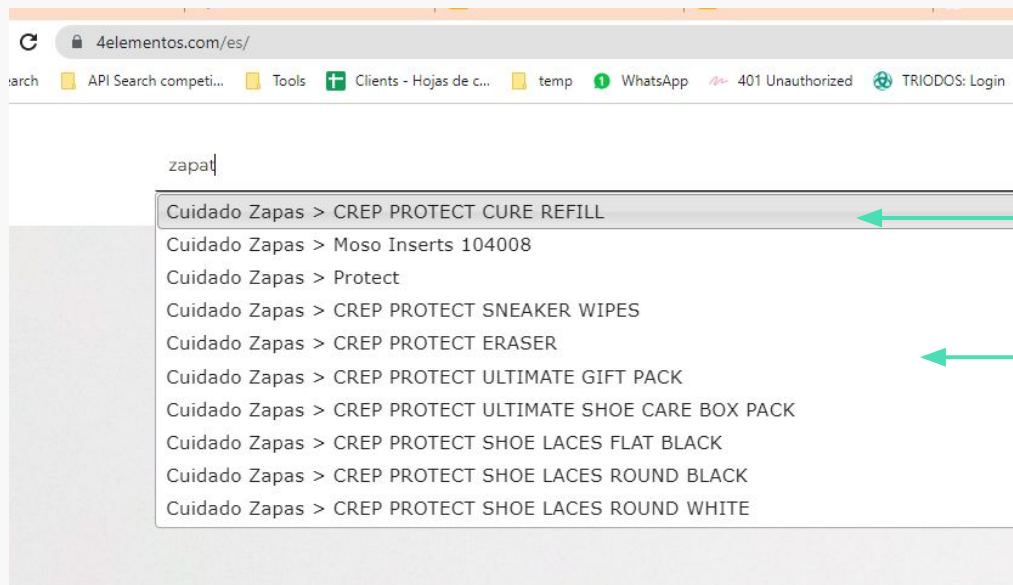 4elementos.com/es/
earch API Search competi... Tools Clients - Hojas de c... temp 1 WhatsApp 401 Unauthorized TRIODOS: Login
zapat
Cuidado Zapas > CREP PROTECT CURE REFILL
Cuidado Zapas > Moso Inserts 104008
Cuidado Zapas > Protect
Cuidado Zapas > CREP PROTECT SNEAKER WIPES
Cuidado Zapas > CREP PROTECT ERASER
Cuidado Zapas > CREP PROTECT ULTIMATE GIFT PACK
Cuidado Zapas > CREP PROTECT ULTIMATE SHOE CARE BOX PACK
Cuidado Zapas > CREP PROTECT SHOE LACES FLAT BLACK
Cuidado Zapas > CREP PROTECT SHOE LACES ROUND BLACK
Cuidado Zapas > CREP PROTECT SHOE LACES ROUND WHITE